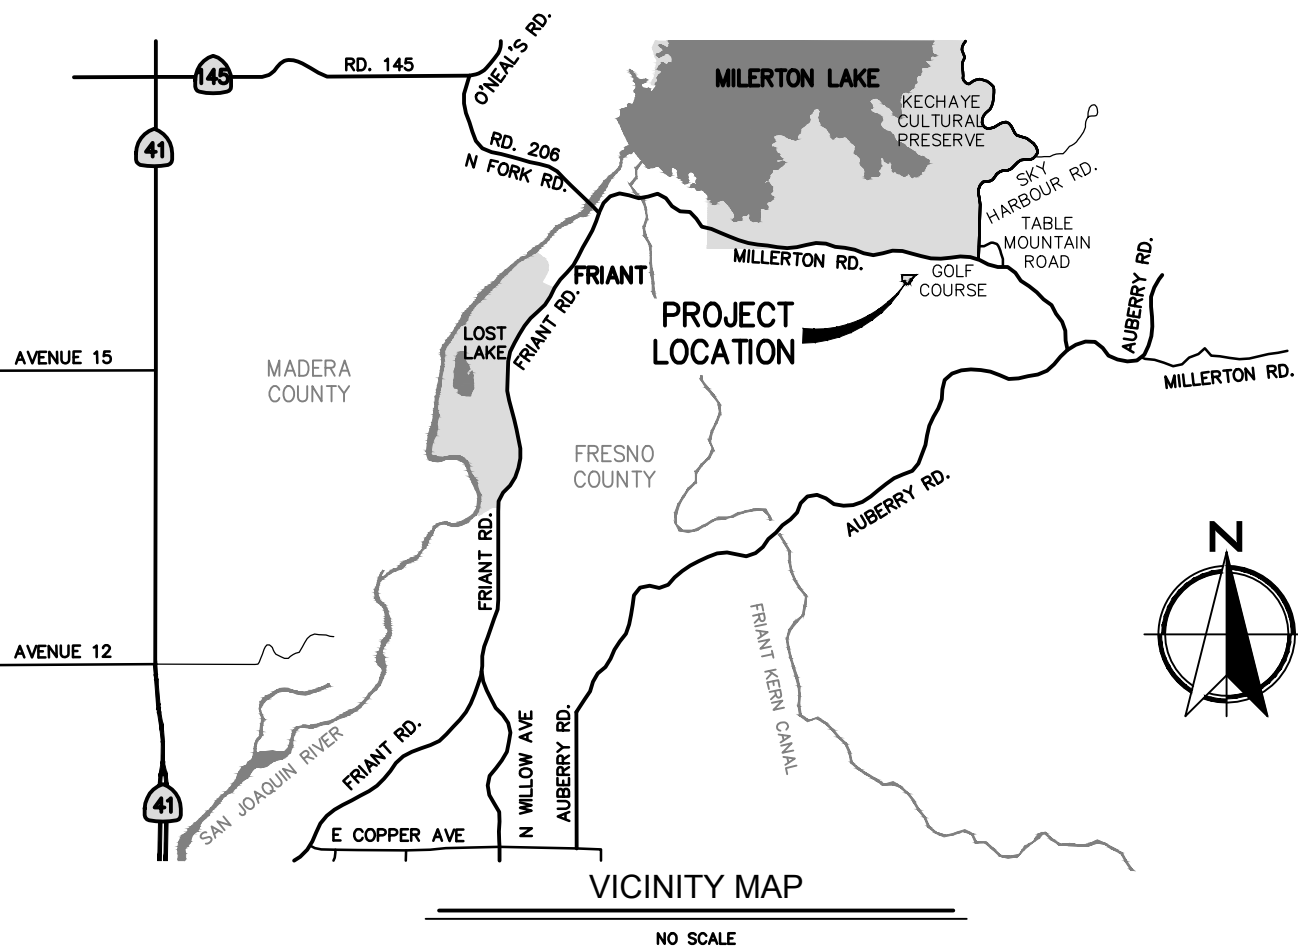 O'NEAL'S RD.
RD. 145
145
MILERTON LAKE
KECHAYE
CULTURAL
PRESERVE
41
RD. 206
N FORK RD.
SKY
HARBOUR RD.
TABLE
MOUNTAIN
ROAD
MILLERTON RD.
AUBERRY RD.
FRIANT
GOLF
COURSE
FRIANT RD.
PROJECT
LOCATION
LOST
LAKE
AVENUE 15
MADERA
COUNTY
MILLERTON RD.
FRESNO
COUNTY
AUBERRY RD.
FRIANT RD.
N
AVENUE 12
FRIANT KERN CANAL
FRIANT RD.
N WILLOW AVE
AUBERRY RD.
SAN JOAQUIN RIVER
41
E COPPER AVE
VICINITY MAP
NO SCALE